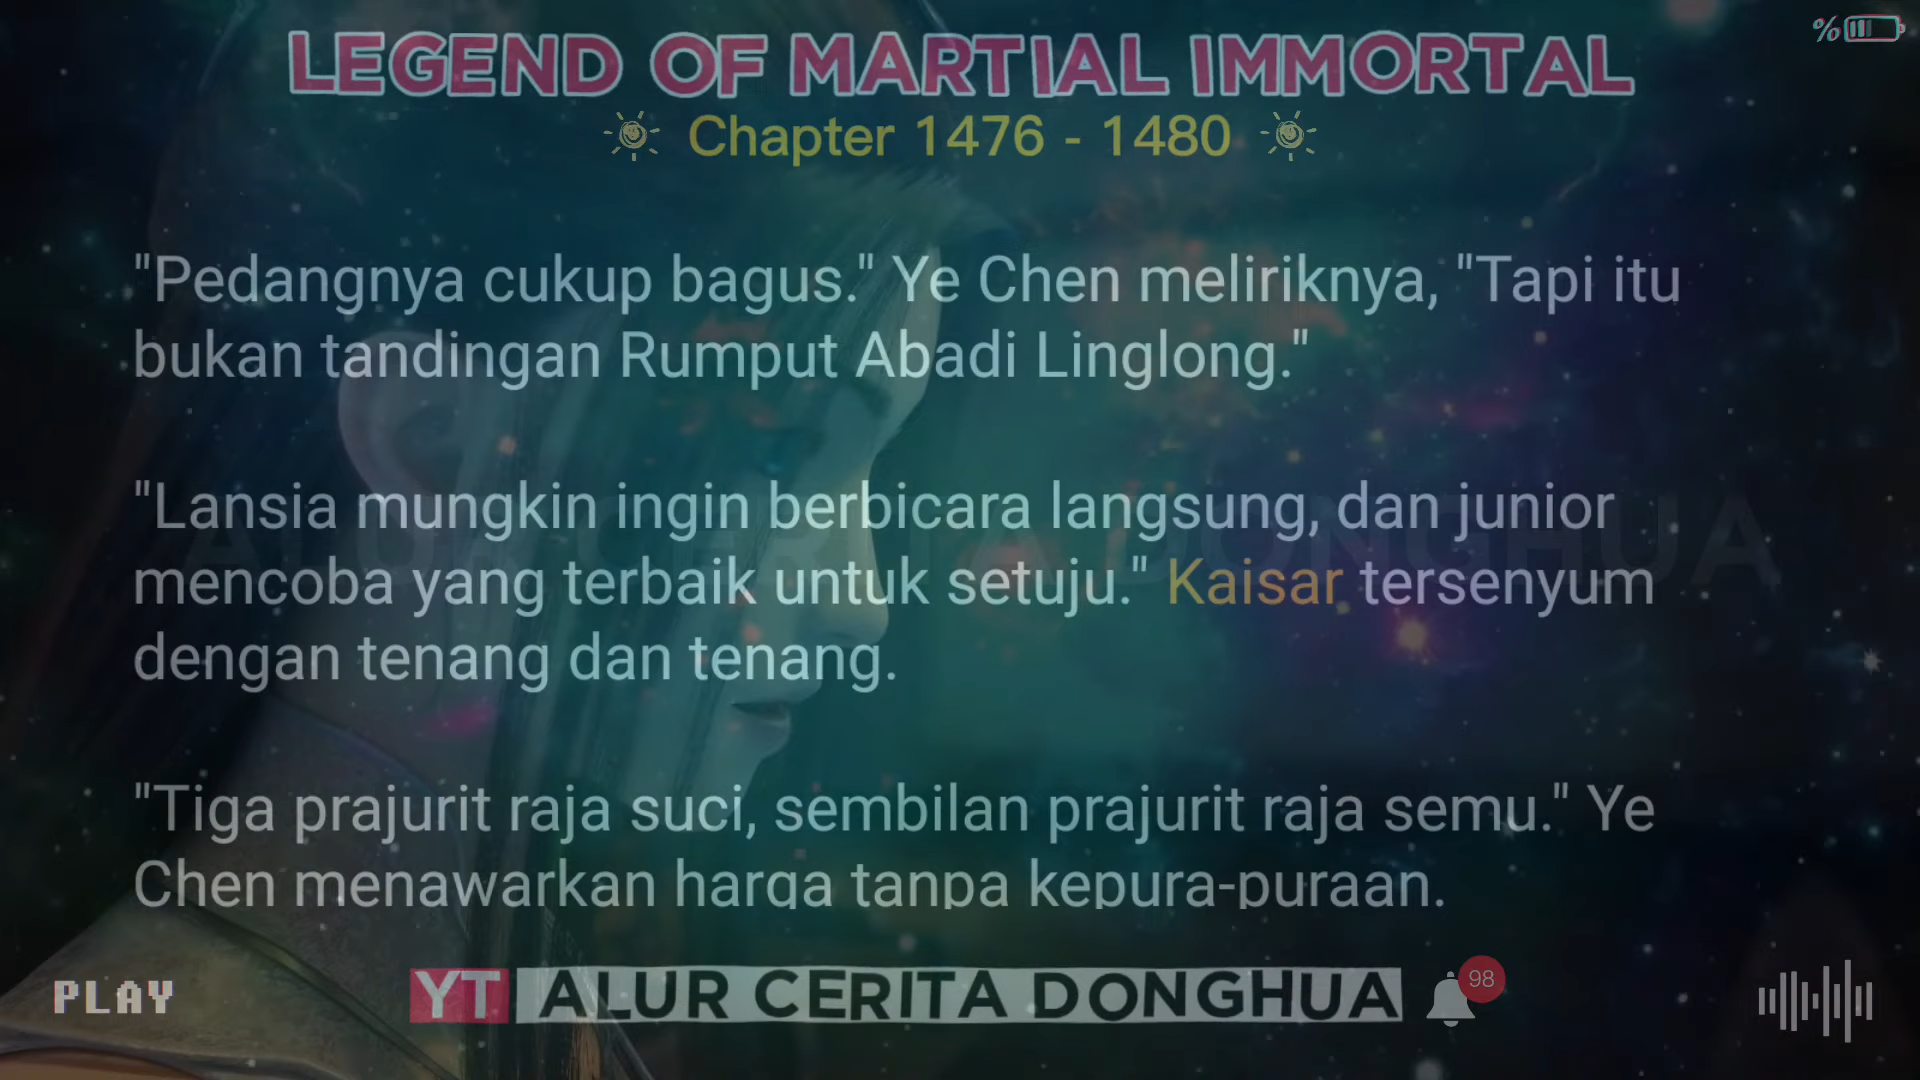 LEGEND OF MARTIAL IMMORTAL
%
Chapter 1476 - 1480
"Pedangnya cukup bagus." Ye Chen meliriknya, "Tapi itu
bukan tandingan Rumput Abadi Linglong."
"Lansia mungkin ingin berbicara langsung, dan junior
mencoba yang terbaik untuk setuju." Kaisar tersenyum
dengan tenang dan tenang.
ALUR CERITA DONGHUA
"Tiga prajurit raja suci, sembilan prajurit raja semu." Ye
Chen menawarkan harga tanpa kepura-puraan.
PLAY
YT ALUR CERITA DONGHUA
98